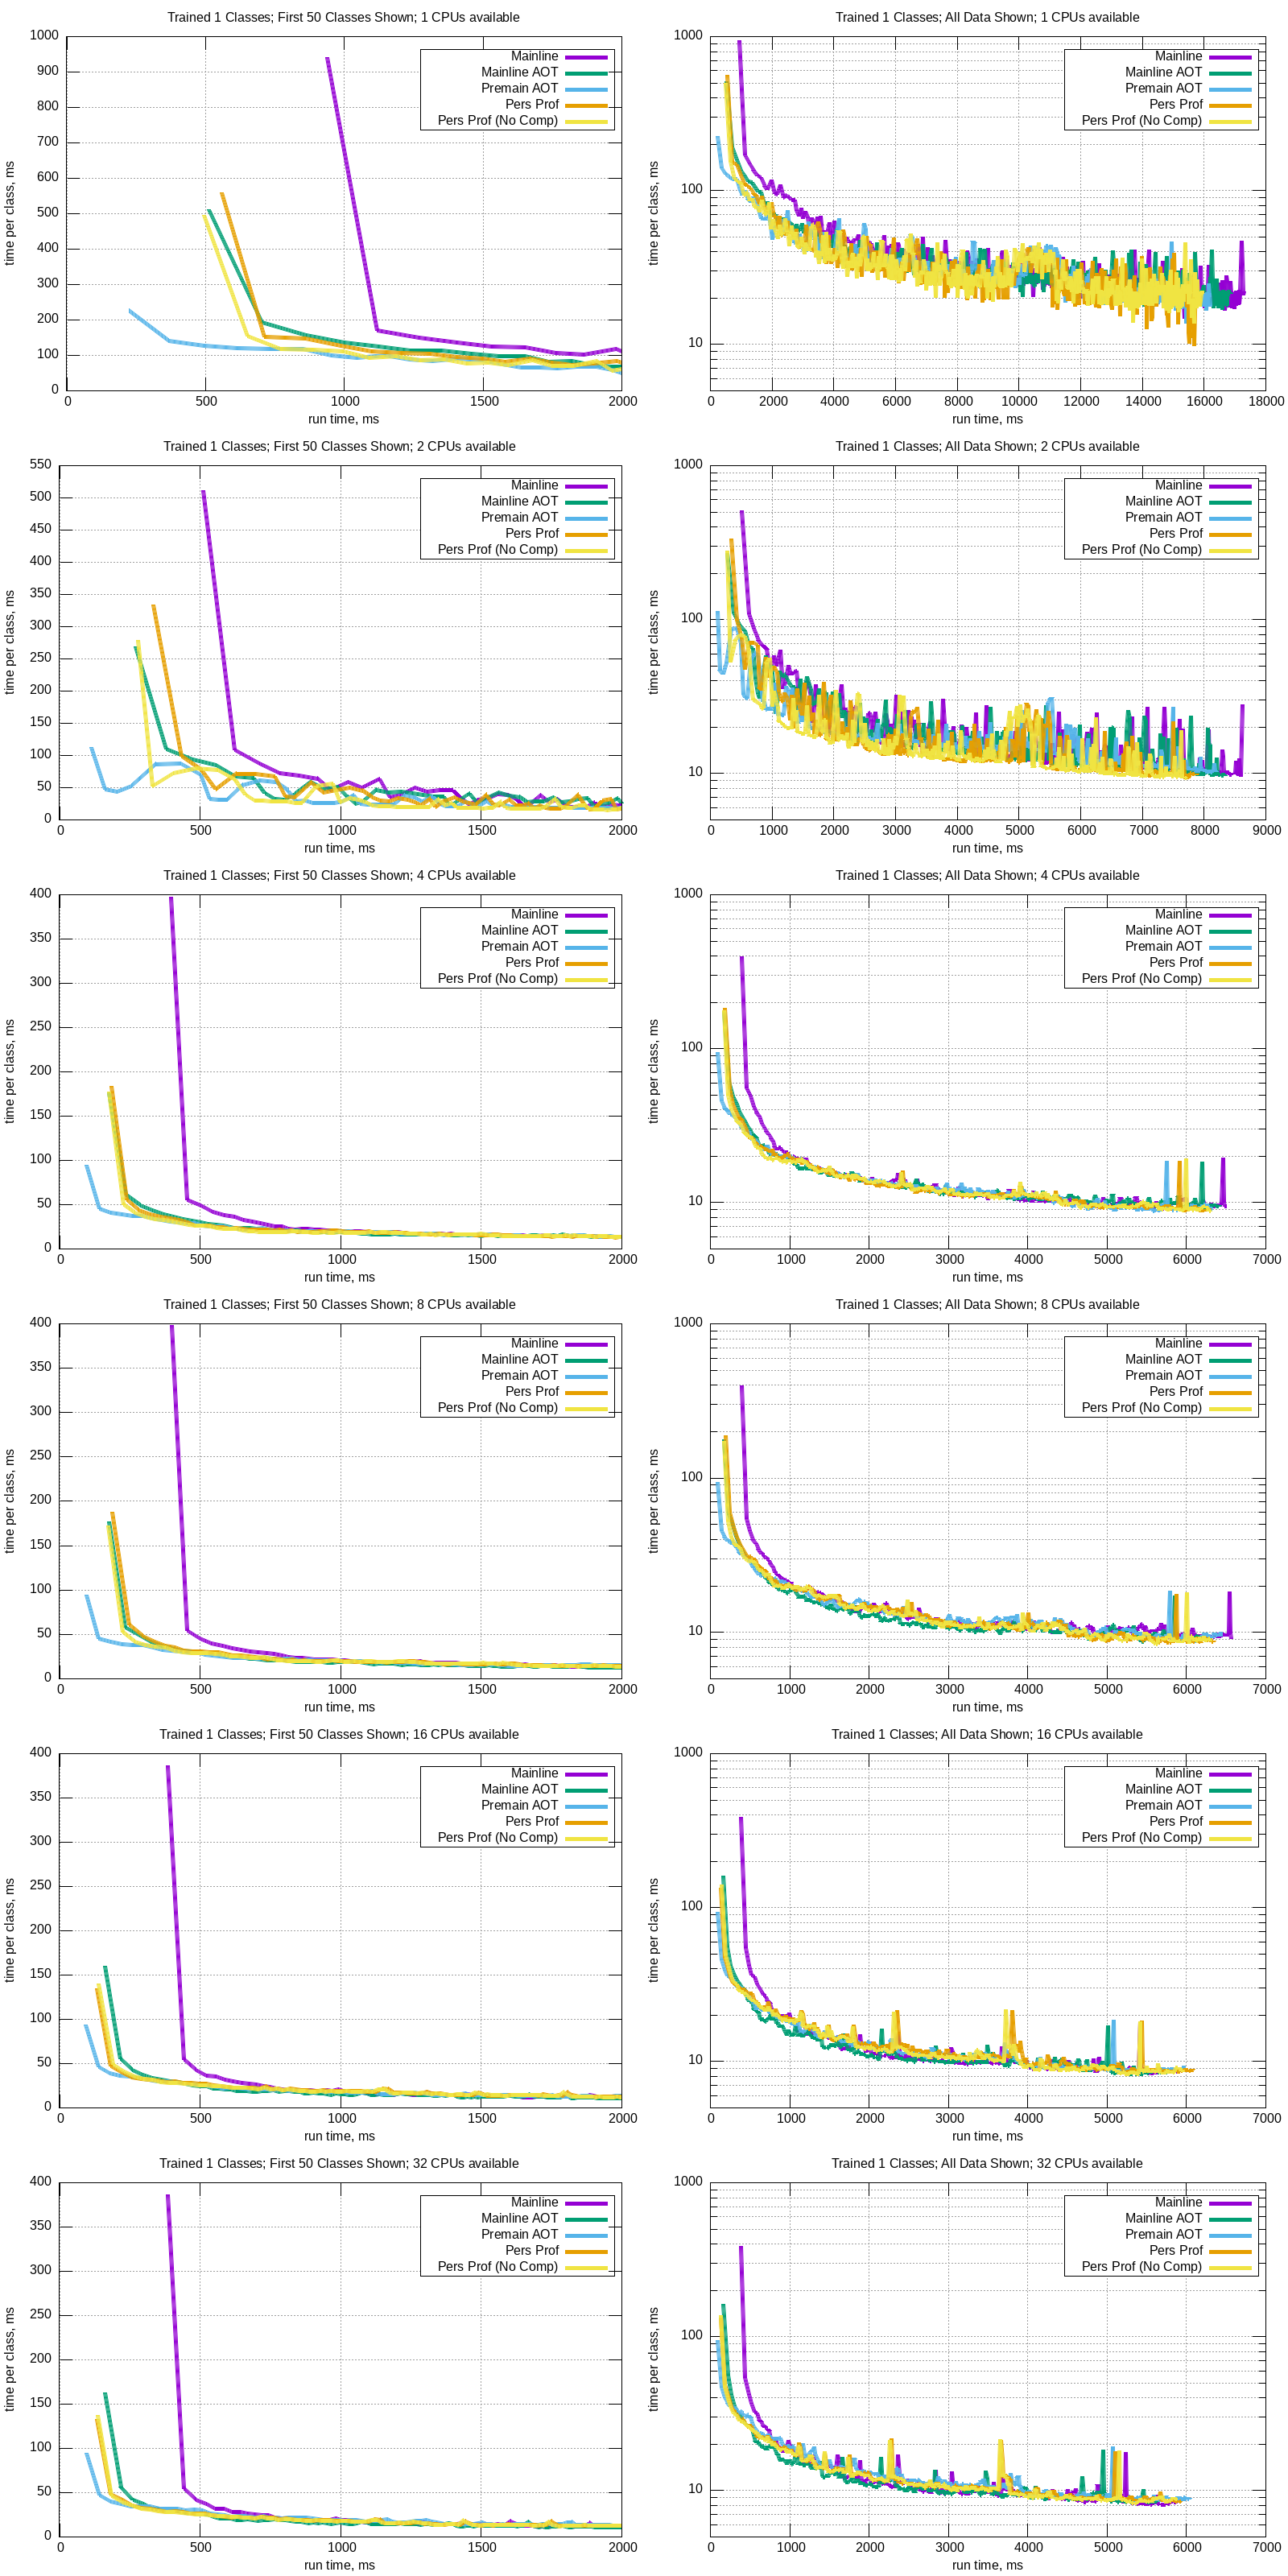 Trained 1 Classes; First 50 Classes Shown; 1 CPUs available
time per class, ms
1000
900
800
700
600
500
400
300
200
100
0
Mainline
Mainline AOT
Premain AOT
Pers Prof
Pers Prof (No Comp)
0 500 1000 1500 2000
run time, ms
Trained 1 Classes; All Data Shown; 1 CPUs available
time per class, ms
1000
100
10
Mainline
Mainline AOT
Premain AOT
Pers Prof
Pers Prof (No Comp)
0 2000 4000 6000 8000 10000 12000 14000 16000 18000
run time, ms
Trained 1 Classes; First 50 Classes Shown; 2 CPUs available
time per class, ms
550
500
450
400
350
300
250
200
150
100
50
0
Mainline
Mainline AOT
Premain AOT
Pers Prof
Pers Prof (No Comp)
0 500 1000 1500 2000
run time, ms
Trained 1 Classes; All Data Shown; 2 CPUs available
time per class, ms
1000
100
10
Mainline
Mainline AOT
Premain AOT
Pers Prof
Pers Prof (No Comp)
0 1000 2000 3000 4000 5000 6000 7000 8000 9000
run time, ms
Trained 1 Classes; First 50 Classes Shown; 4 CPUs available
time per class, ms
400
350
300
250
200
150
100
50
0
Mainline
Mainline AOT
Premain AOT
Pers Prof
Pers Prof (No Comp)
0 500 1000 1500 2000
run time, ms
Trained 1 Classes; All Data Shown; 4 CPUs available
time per class, ms
1000
100
10
Mainline
Mainline AOT
Premain AOT
Pers Prof
Pers Prof (No Comp)
0 1000 2000 3000 4000 5000 6000 7000
run time, ms
Trained 1 Classes; First 50 Classes Shown; 8 CPUs available
time per class, ms
400
350
300
250
200
150
100
50
0
Mainline
Mainline AOT
Premain AOT
Pers Prof
Pers Prof (No Comp)
0 500 1000 1500 2000
run time, ms
Trained 1 Classes; All Data Shown; 8 CPUs available
time per class, ms
1000
100
10
Mainline
Mainline AOT
Premain AOT
Pers Prof
Pers Prof (No Comp)
0 1000 2000 3000 4000 5000 6000 7000
run time, ms
Trained 1 Classes; First 50 Classes Shown; 16 CPUs available
time per class, ms
400
350
300
250
200
150
100
50
0
Mainline
Mainline AOT
Premain AOT
Pers Prof
Pers Prof (No Comp)
0 500 1000 1500 2000
run time, ms
Trained 1 Classes; All Data Shown; 16 CPUs available
time per class, ms
1000
100
10
Mainline
Mainline AOT
Premain AOT
Pers Prof
Pers Prof (No Comp)
0 1000 2000 3000 4000 5000 6000 7000
run time, ms
Trained 1 Classes; First 50 Classes Shown; 32 CPUs available
time per class, ms
400
350
300
250
200
150
100
50
0
Mainline
Mainline AOT
Premain AOT
Pers Prof
Pers Prof (No Comp)
0 500 1000 1500 2000
run time, ms
Trained 1 Classes; All Data Shown; 32 CPUs available
time per class, ms
1000
100
10
Mainline
Mainline AOT
Premain AOT
Pers Prof
Pers Prof (No Comp)
0 1000 2000 3000 4000 5000 6000 7000
run time, ms